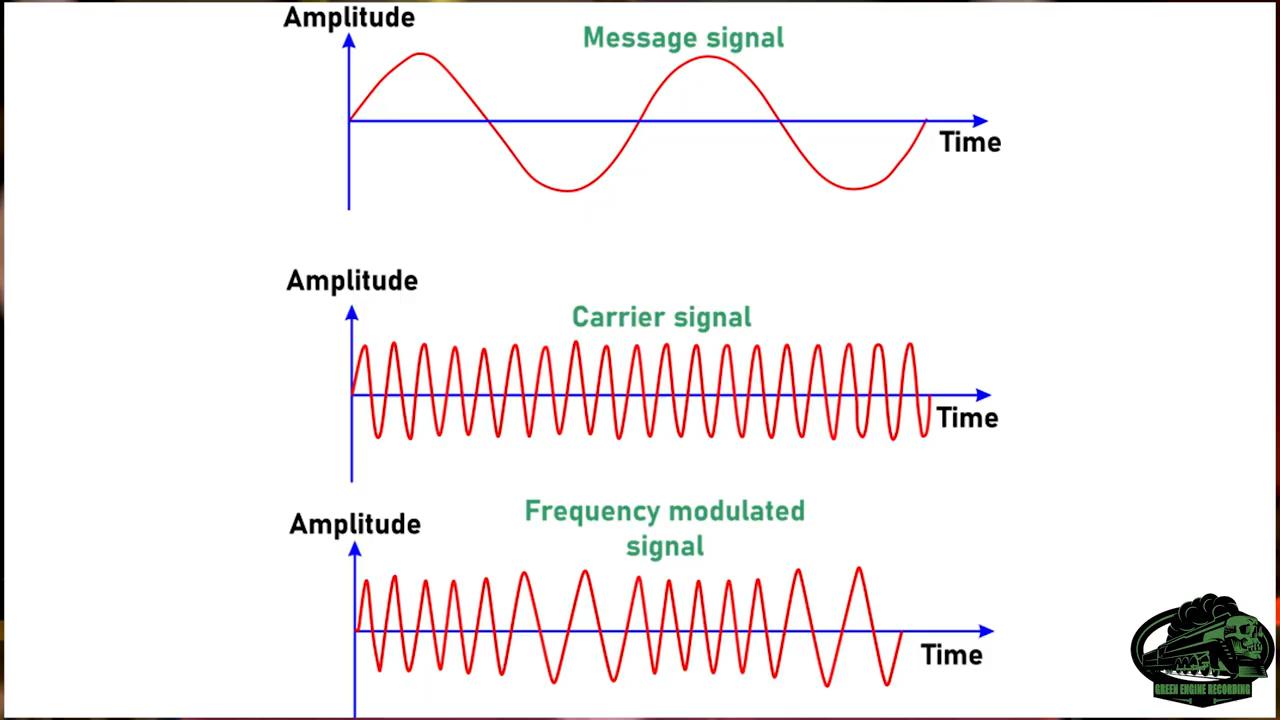 Amplitude
Message signal
Time
Amplitude
Carrier signal
Time
Frequency modulated
signal
Amplitude
Time
GREEN ENGINE RECORDING